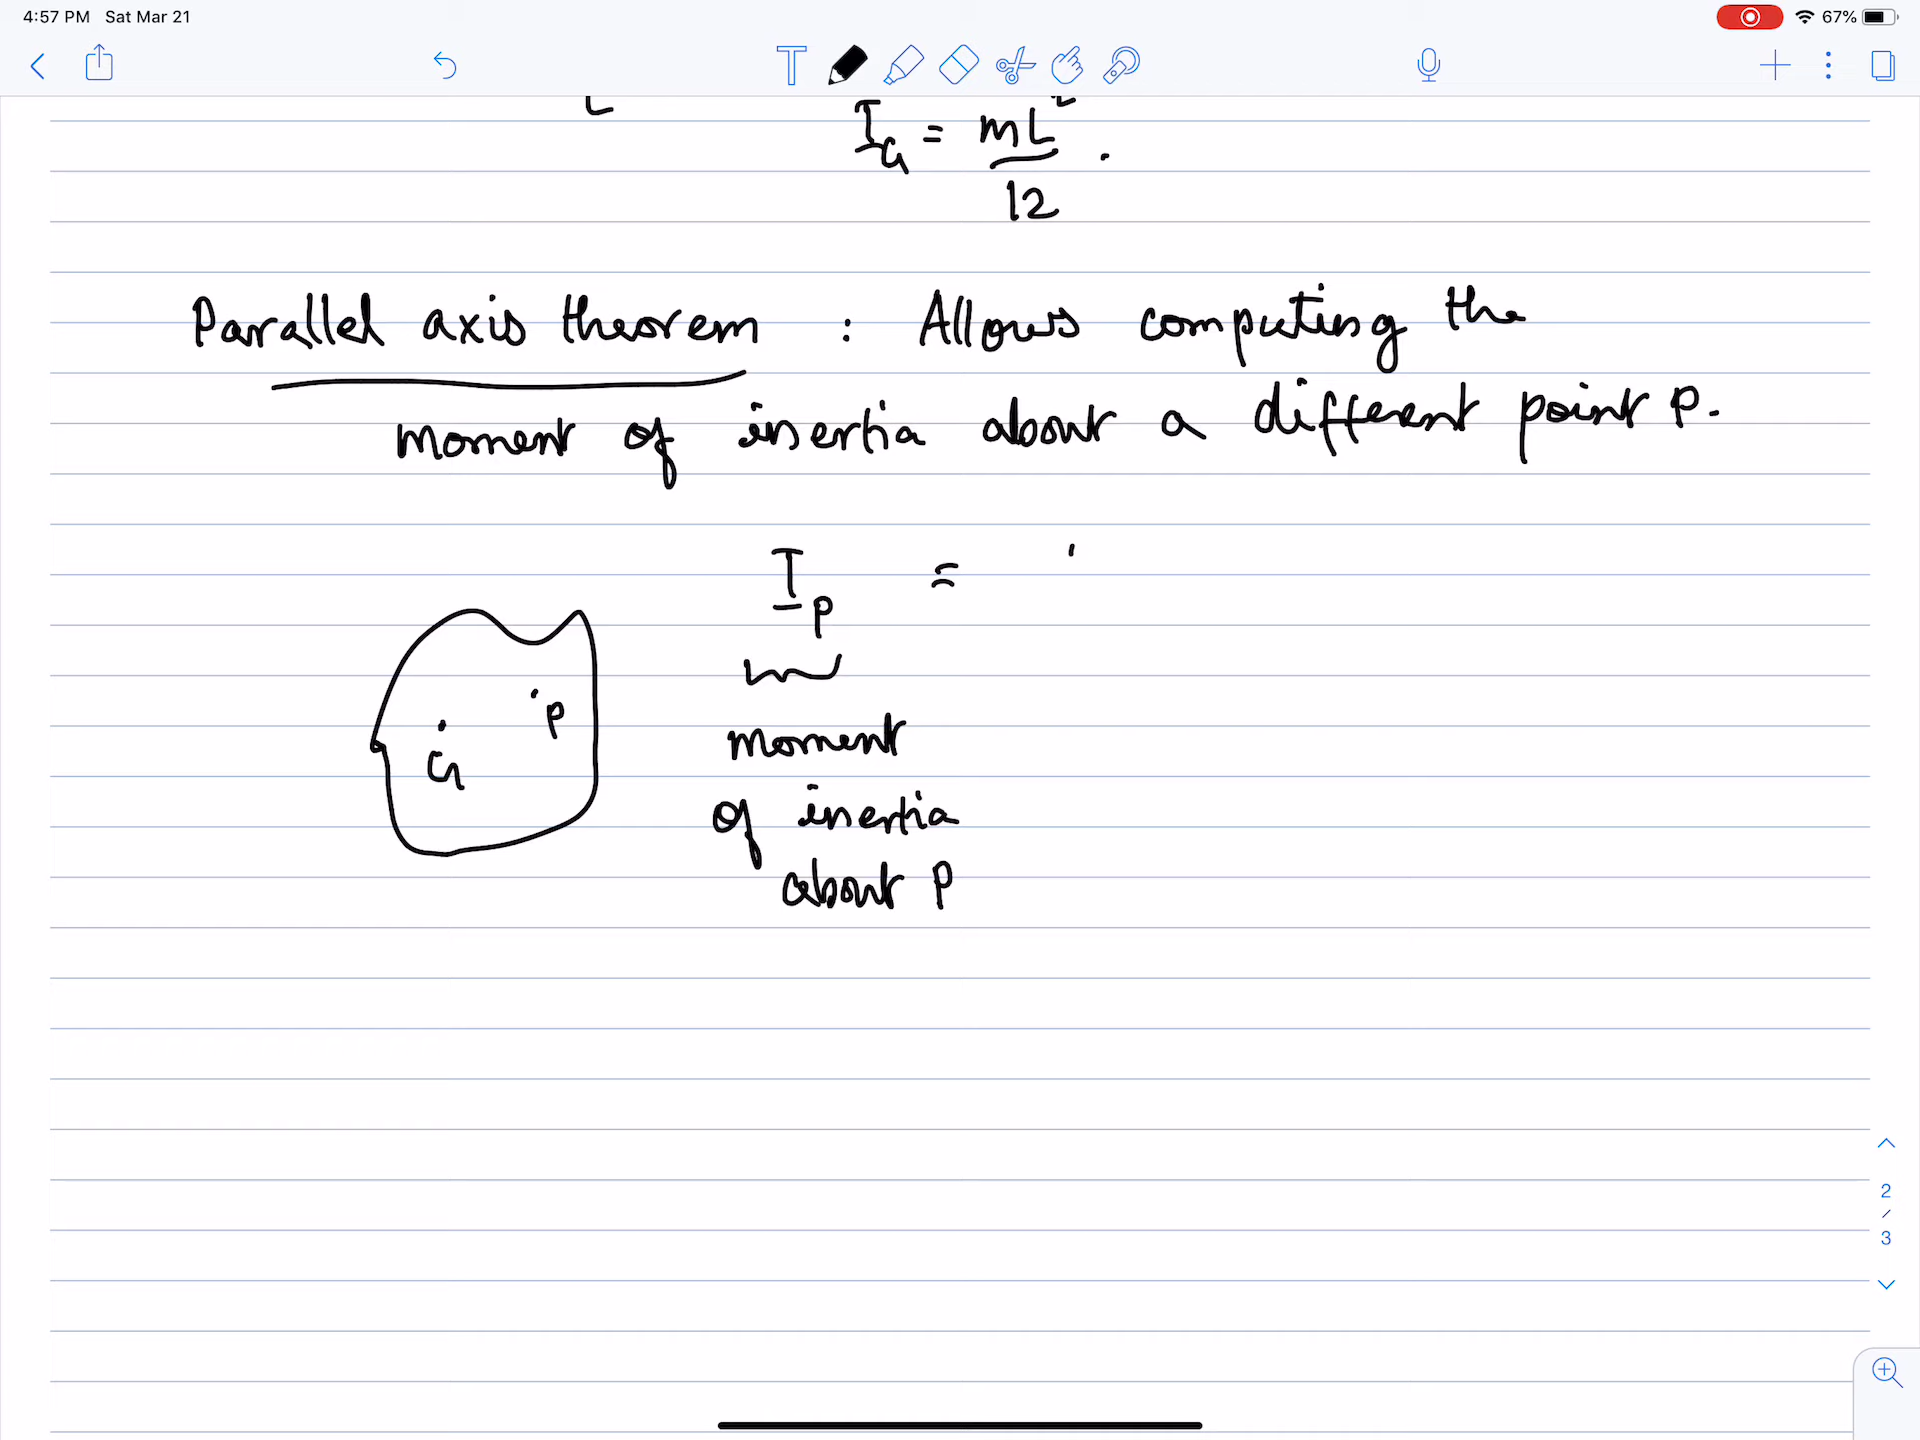 4:57 PM Sat Mar 21
67%
T
I_G = mL² / 12 .
Parallel axis theorem : Allows computing the
moment of inertia about a different point P.
I_P =
P
G
moment
of inertia
about P
2
/
3